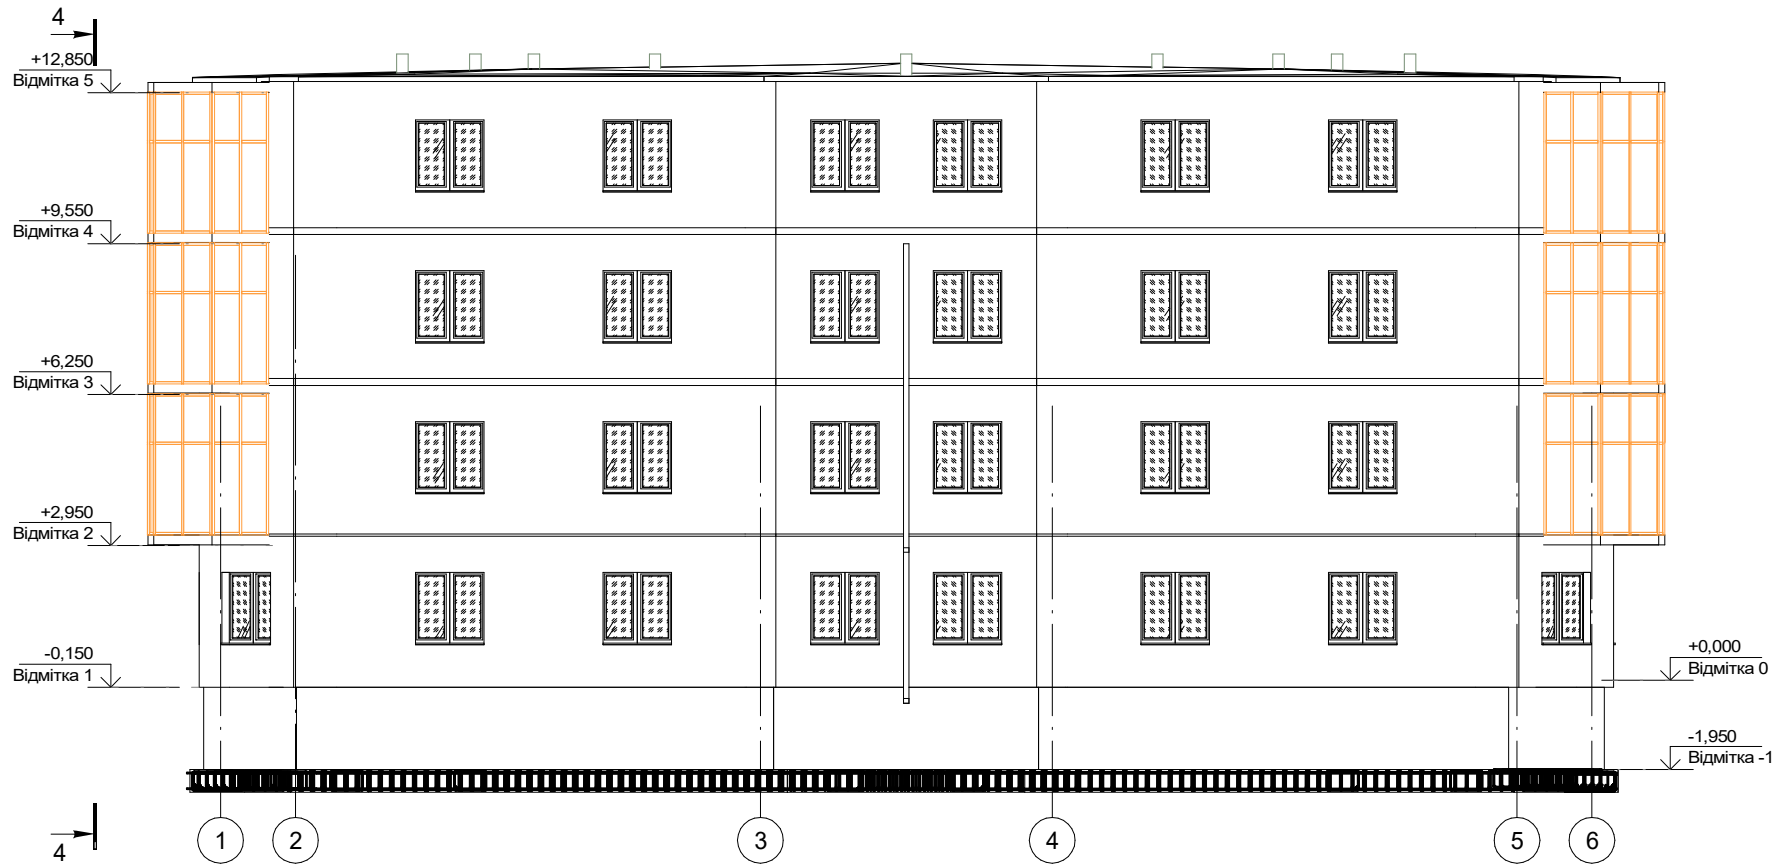 4
+12,850
Відмітка 5
+9,550
Відмітка 4
+6,250
Відмітка 3
+2,950
Відмітка 2
-0,150
Відмітка 1
+0,000
Відмітка 0
-1,950
Відмітка -1
4
1
2
3
4
5
6